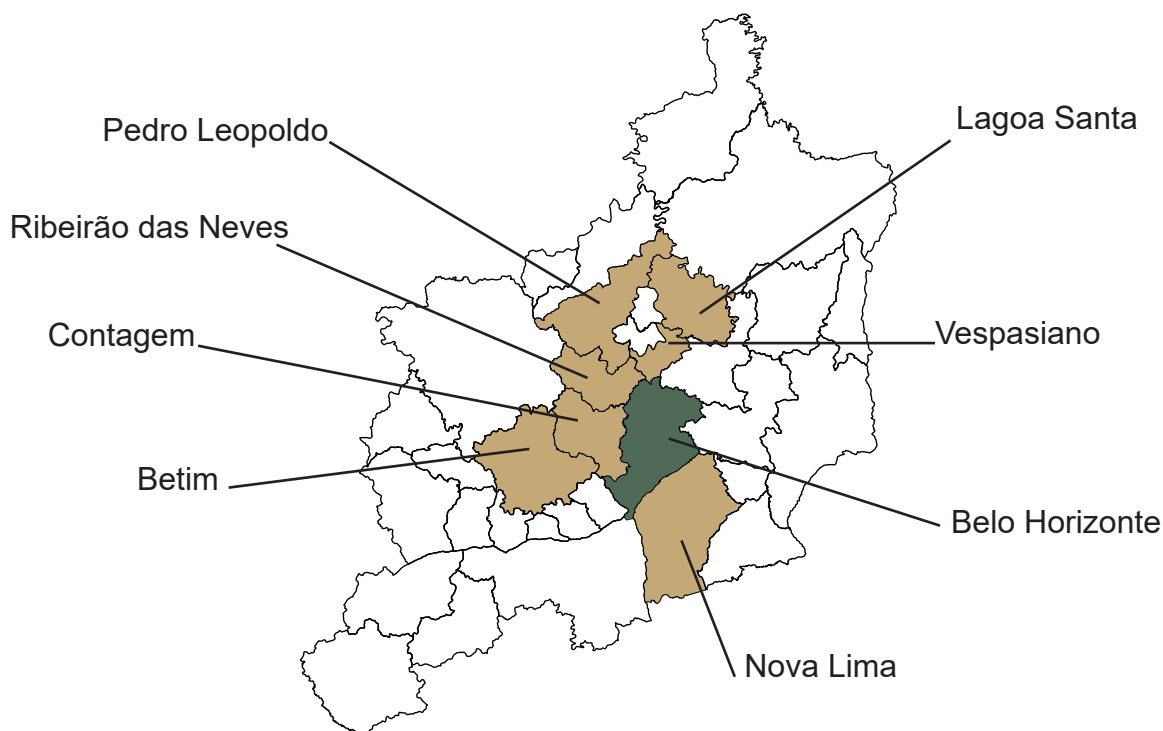 Lagoa Santa
Pedro Leopoldo
Ribeirão das Neves
Contagem
Vespasiano
Betim
Belo Horizonte
Nova Lima